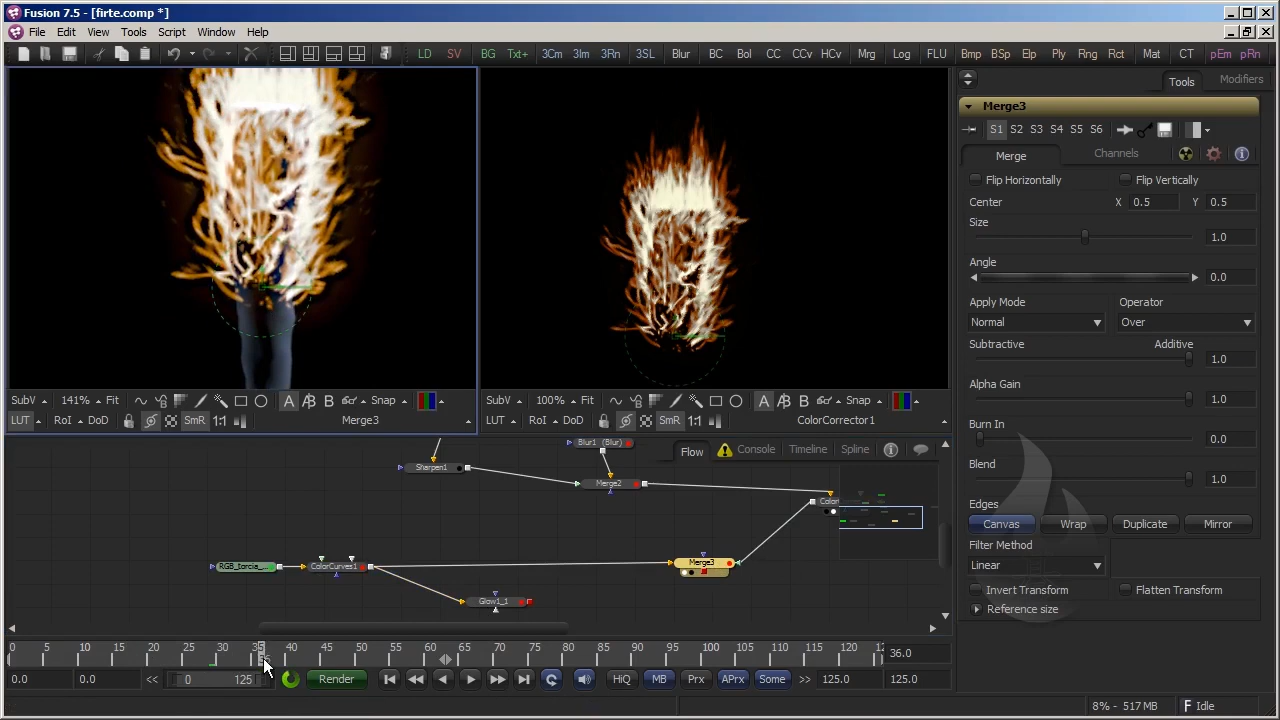 Fusion 7.5 - [firte.comp *]
File Edit View Tools Script Window Help
LD SV BG Txt+ 3Cm 3Im 3Rn 3SL Blur BC Bol CC CCv HCv Mrg Log FLU Bmp BSp Elp Ply Rng Rct Mat CT pEm pRn
Tools Modifiers
Merge3
S1 S2 S3 S4 S5 S6
Merge Channels
Flip Horizontally Flip Vertically
Center X 0.5 Y 0.5
Size
1.0
Angle
0.0
Apply Mode Operator
Normal Over
Subtractive Additive
1.0
Alpha Gain
1.0
Burn In
0.0
Blend
1.0
Edges
Canvas Wrap Duplicate Mirror
Filter Method
Linear
Invert Transform Flatten Transform
Reference size
SubV 141% Fit A B Snap
LUT RoI DoD SmR 1:1 Merge3
SubV 100% Fit A B Snap
LUT RoI DoD SmR 1:1 ColorCorrector1
Flow Console Timeline Spline
Blur1 (Blur)
Sharpen1
Merge2
RGB_torcia_...
ColorCurves1
Merge3
Glow1_1
0 5 10 15 20 25 30 35 40 45 50 55 60 65 70 75 80 85 90 95 100 105 110 115 120 12
36.0
0.0 0.0 << 0 125 Render HiQ MB Prx APrx Some >> 125.0 125.0
8% - 517 MB Idle